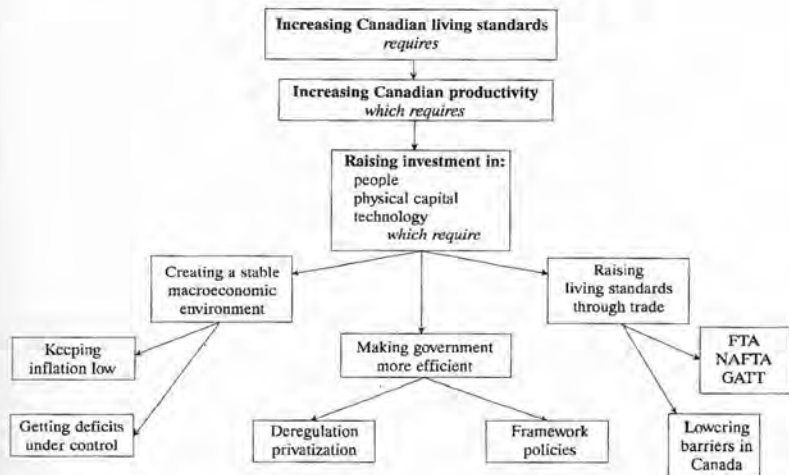 Increasing Canadian living standards
requires
Increasing Canadian productivity
which requires
Raising investment in:
people
physical capital
technology
which require
Creating a stable
macroeconomic
environment
Raising
living standards
through trade
Making government
more efficient
Keeping
inflation low
FTA
NAFTA
GATT
Getting deficits
under control
Deregulation
privatization
Framework
policies
Lowering
barriers in
Canada